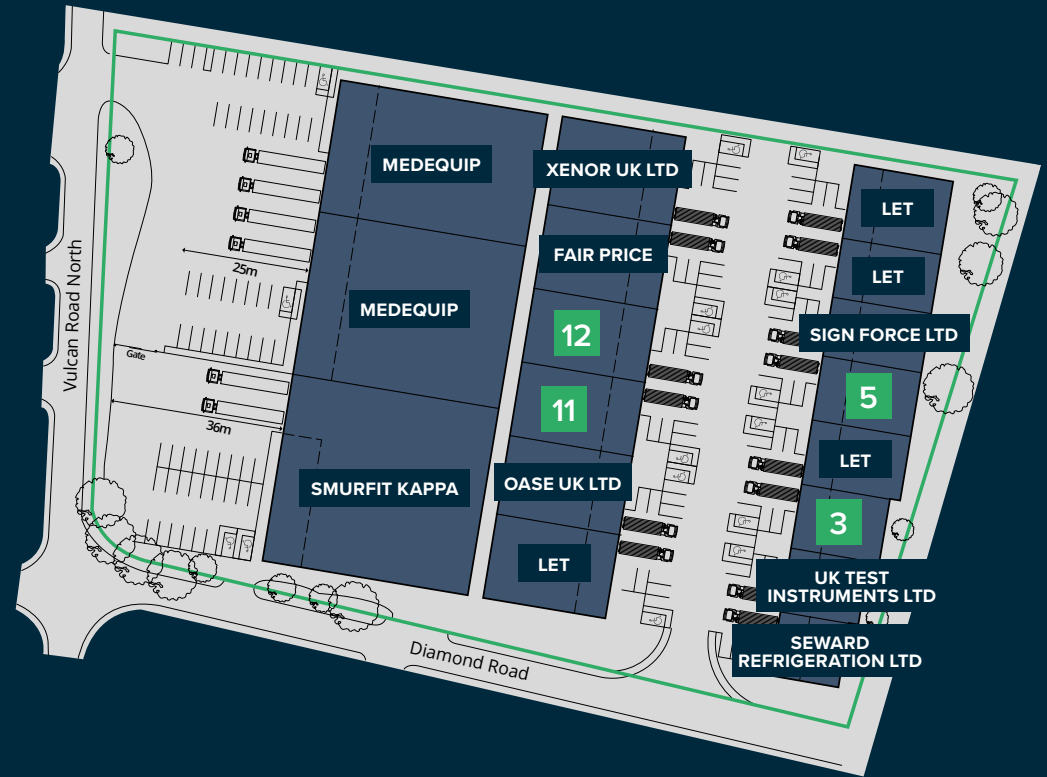 MEDEQUIP
XENOR UK LTD
LET
FAIR PRICE
LET
25m
MEDEQUIP
12
SIGN FORCE LTD
Vulcan Road North
Gate
11
5
36m
SMURFIT KAPPA
OASE UK LTD
LET
3
LET
UK TEST
INSTRUMENTS LTD
SEWARD
REFRIGERATION LTD
Diamond Road